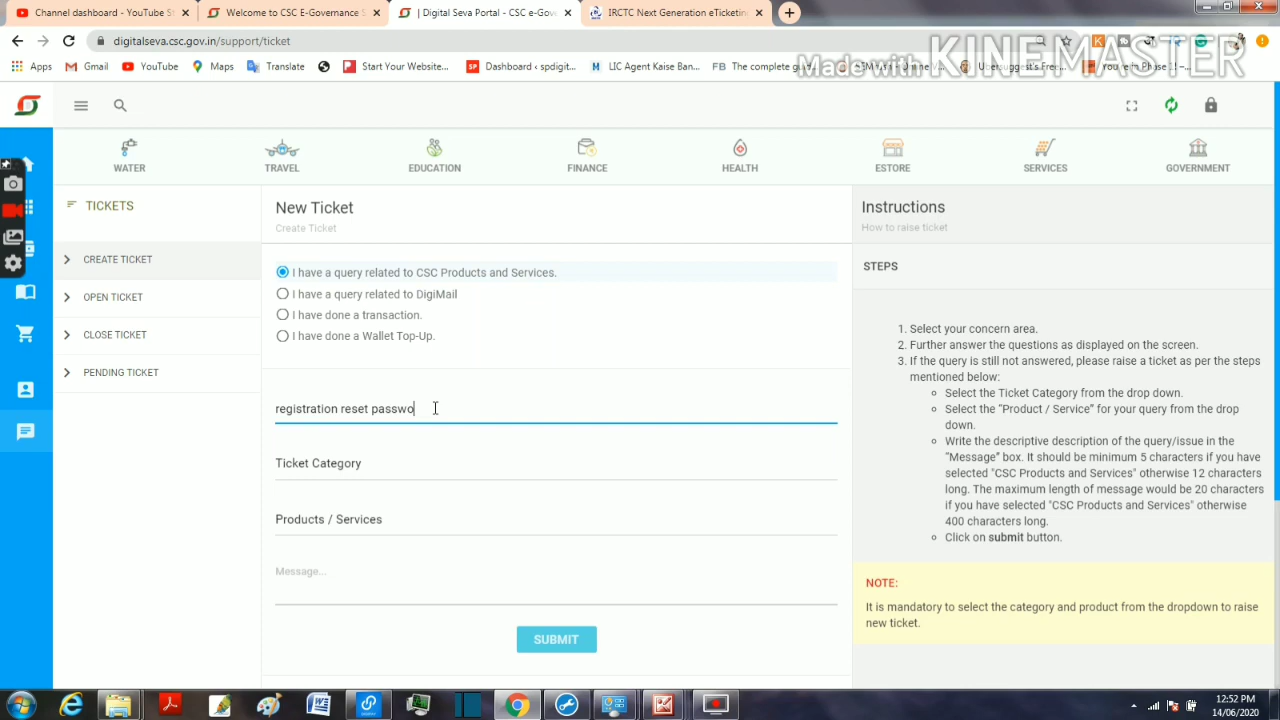 YouTube
Welcome to CSC S
| Digital Pay - CSC e-Gove
IRCTC Next Generation eTicketing
digitalseva.csc.gov.in/support/ticket
Made with KINEMASTER
Apps
Gmail
YouTube
Maps
Translate
Start Your Website...
Dashboard - spdigit...
LIC Agent Kaise Ban...
The complete
WATER
TRAVEL
EDUCATION
FINANCE
HEALTH
ESTORE
SERVICES
GOVERNMENT
TICKETS
CREATE TICKET
OPEN TICKET
CLOSE TICKET
PENDING TICKET
New Ticket
Create Ticket
I have a query related to CSC Products and Services.
I have a query related to DigiMail
I have done a transaction.
I have done a Wallet Top-Up.
registration reset passwo
Ticket Category
Products / Services
Message...
SUBMIT
Instructions
How to raise ticket
STEPS
1. Select your concern area.
2. Further answer the questions as displayed on the screen.
3. If the query is still not answered, please raise a ticket as per the steps
mentioned below:
Select the Ticket Category from the drop down.
Select the “Product / Service” for your query from the drop
down.
Write the descriptive description of the query/issue in the
“Message” box. It should be minimum 5 characters if you have
selected "CSC Products and Services" otherwise 12 characters
long. The maximum length of message would be 20 characters
if you have selected "CSC Products and Services" otherwise
400 characters long.
Click on submit button.
NOTE:
It is mandatory to select the category and product from the dropdown to raise
new ticket.
12:52 PM
14/06/2020